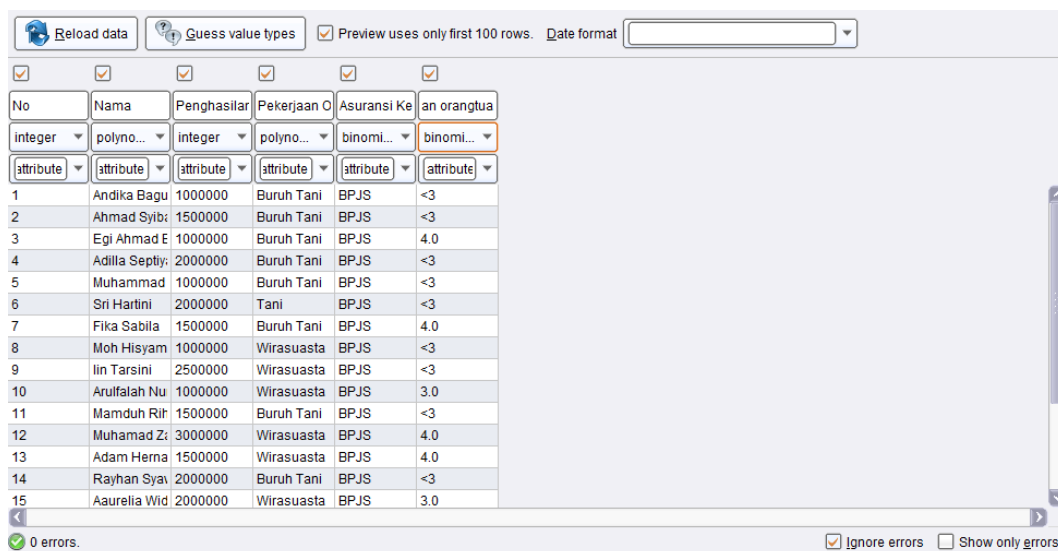 Reload data Guess value types Preview uses only first 100 rows. Date format
No Nama Penghasilar Pekerjaan O Asuransi Ke an orangtua
integer polyno... integer polyno... binomi... binomi...
attribute attribute attribute attribute attribute attribute
1 Andika Bagu 1000000 Buruh Tani BPJS <3
2 Ahmad Syiba 1500000 Buruh Tani BPJS <3
3 Egi Ahmad E 1000000 Buruh Tani BPJS 4.0
4 Adilla Septiy 2000000 Buruh Tani BPJS <3
5 Muhammad 1000000 Buruh Tani BPJS <3
6 Sri Hartini 2000000 Tani BPJS <3
7 Fika Sabila 1500000 Buruh Tani BPJS 4.0
8 Moh Hisyam 1000000 Wirasuasta BPJS <3
9 Iin Tarsini 2500000 Wirasuasta BPJS <3
10 Arulfalah Nu 1000000 Wirasuasta BPJS 3.0
11 Mamduh Rih 1500000 Buruh Tani BPJS <3
12 Muhamad Za 3000000 Wirasuasta BPJS 4.0
13 Adam Herna 1500000 Wirasuasta BPJS 4.0
14 Rayhan Syav 2000000 Buruh Tani BPJS <3
15 Aaurelia Wid 2000000 Wirasuasta BPJS 3.0
0 errors. Ignore errors Show only errors